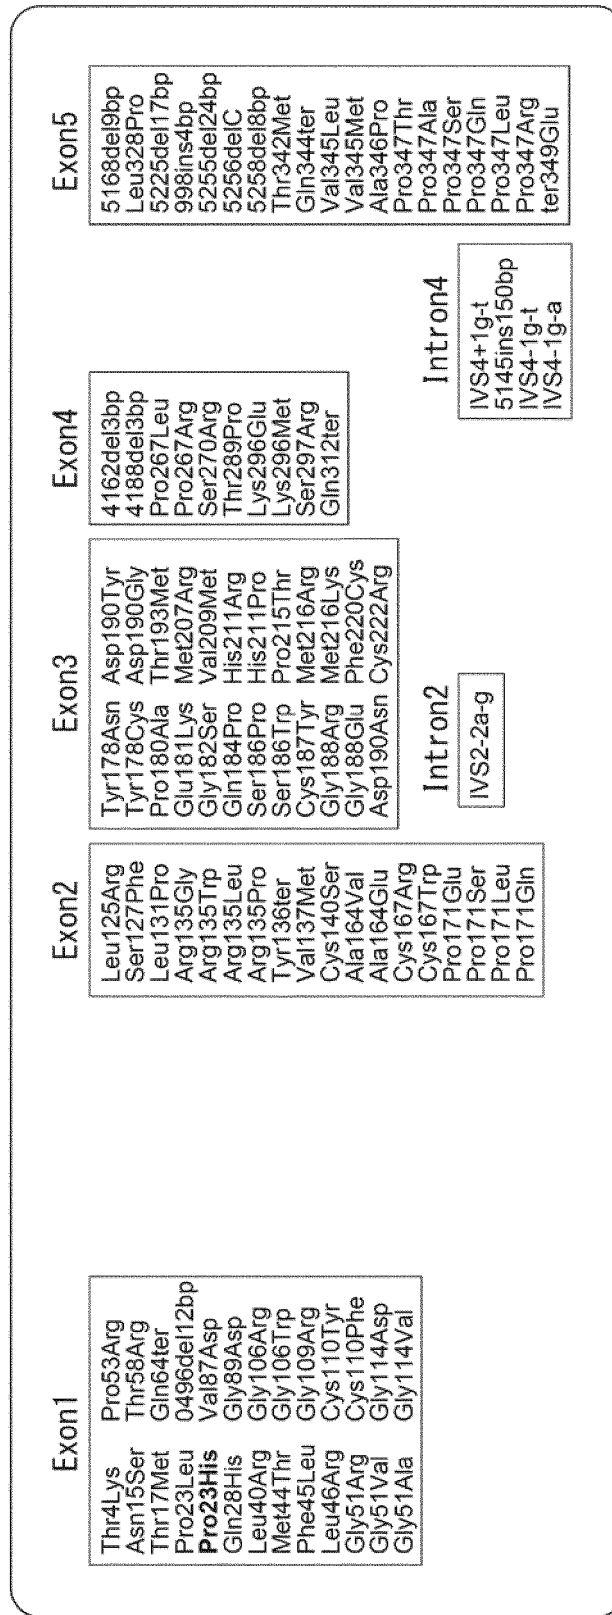 Exon1
Thr4Lys Pro53Arg
Asn15Ser Thr58Arg
Thr17Met Gln64ter
Pro23Leu 0496del12bp
Pro23His Val87Asp
Gln28His Gly89Asp
Leu40Arg Gly106Arg
Met44Thr Gly106Trp
Phe45Leu Gly109Arg
Leu46Arg Cys110Tyr
Gly51Arg Cys110Phe
Gly51Val Gly114Asp
Gly51Ala Gly114Val
Exon2
Leu125Arg
Ser127Phe
Leu131Pro
Arg135Gly
Arg135Trp
Arg135Leu
Arg135Pro
Tyr136ter
Val137Met
Cys140Ser
Ala164Val
Ala164Glu
Cys167Arg
Cys167Trp
Pro171Glu
Pro171Ser
Pro171Leu
Pro171Gln
Intron2
IVS2-2a-g
Exon3
Tyr178Asn Asp190Tyr
Tyr178Cys Asp190Gly
Pro180Ala Thr193Met
Glu181Lys Met207Arg
Gly182Ser Val209Met
Gln184Pro His211Arg
Ser186Pro His211Pro
Ser186Trp Pro215Thr
Cys187Tyr Met216Arg
Gly188Arg Met216Lys
Gly188Glu Phe220Cys
Asp190Asn Cys222Arg
Exon4
4162del3bp
4188del3bp
Pro267Leu
Pro267Arg
Ser270Arg
Thr289Pro
Lys296Glu
Lys296Met
Ser297Arg
Gln312ter
Intron4
IVS4+1g-t
5145ins150bp
IVS4-1g-t
IVS4-1g-a
Exon5
5168del9bp
Leu328Pro
5225del17bp
998ins4bp
5255del24bp
5256delC
5258del8bp
Thr342Met
Gln344ter
Val345Leu
Val345Met
Ala346Pro
Pro347Thr
Pro347Ala
Pro347Ser
Pro347Gln
Pro347Leu
Pro347Arg
ter349Glu